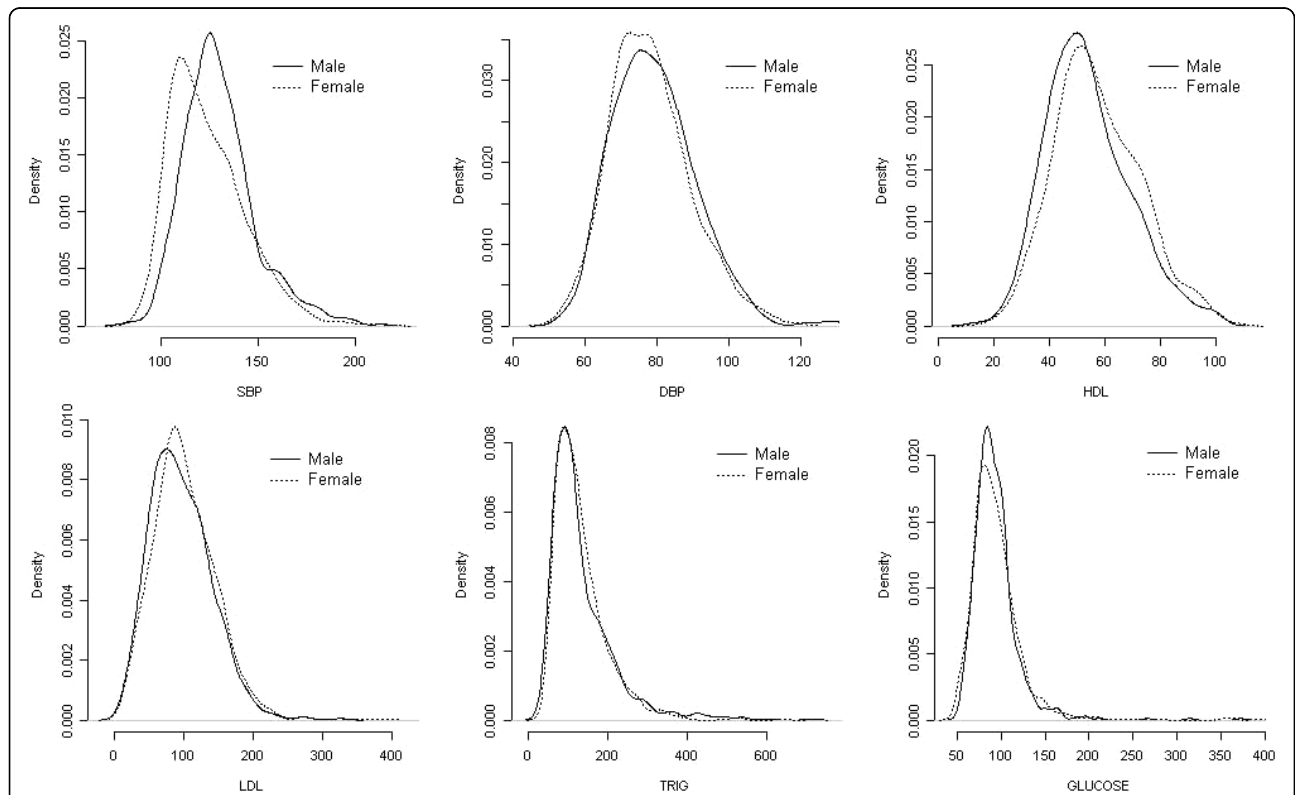 Density
0.000 0.005 0.010 0.015 0.020 0.025
Male
Female
100 150 200
SBP
Density
0.000 0.010 0.020 0.030
Male
Female
40 60 80 100 120
DBP
Density
0.000 0.005 0.010 0.015 0.020 0.025
Male
Female
0 20 40 60 80 100
HDL
Density
0.000 0.002 0.004 0.006 0.008 0.010
Male
Female
0 100 200 300 400
LDL
Density
0.000 0.002 0.004 0.006 0.008
Male
Female
0 200 400 600
TRIG
Density
0.000 0.005 0.010 0.015 0.020
Male
Female
50 100 150 200 250 300 350 400
GLUCOSE